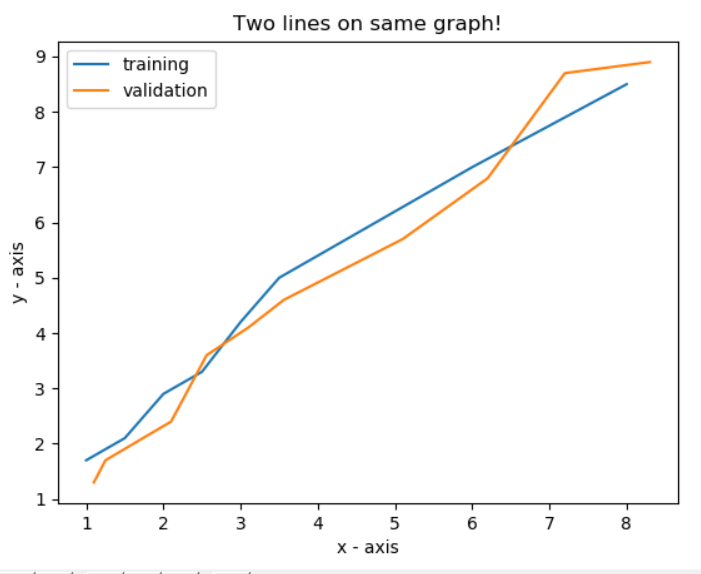 Two lines on same graph!
training
validation
9
8
7
6
5
4
3
2
1
y - axis
1 2 3 4 5 6 7 8
x - axis